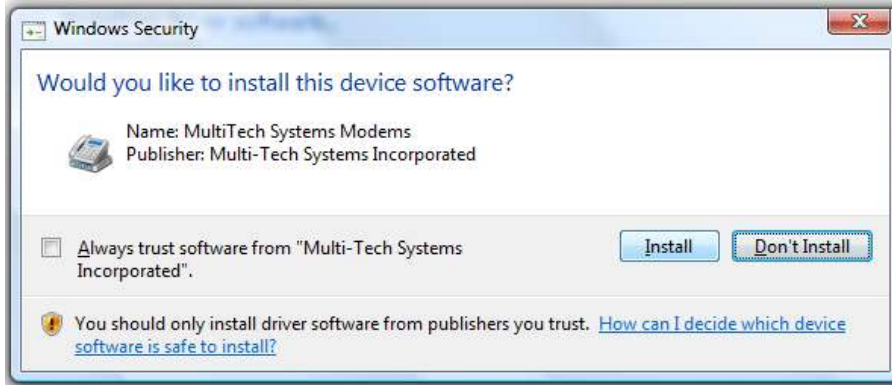 Windows Security
Would you like to install this device software?
Name: MultiTech Systems Modems
Publisher: Multi-Tech Systems Incorporated
Always trust software from "Multi-Tech Systems
Incorporated".
Install
Don't Install
You should only install driver software from publishers you trust. How can I decide which device
software is safe to install?